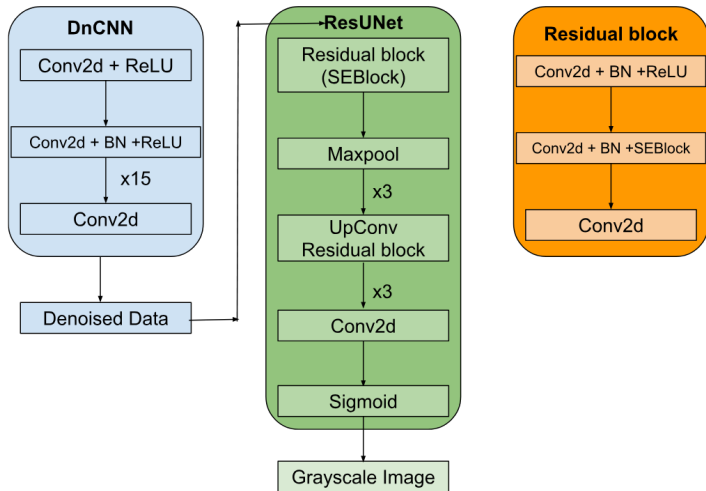 DnCNN
Conv2d + ReLU
Conv2d + BN +ReLU
x15
Conv2d
Denoised Data
ResUNet
Residual block
(SEBlock)
Maxpool
x3
UpConv
Residual block
x3
Conv2d
Sigmoid
Grayscale Image
Residual block
Conv2d + BN +ReLU
Conv2d + BN +SEBlock
Conv2d